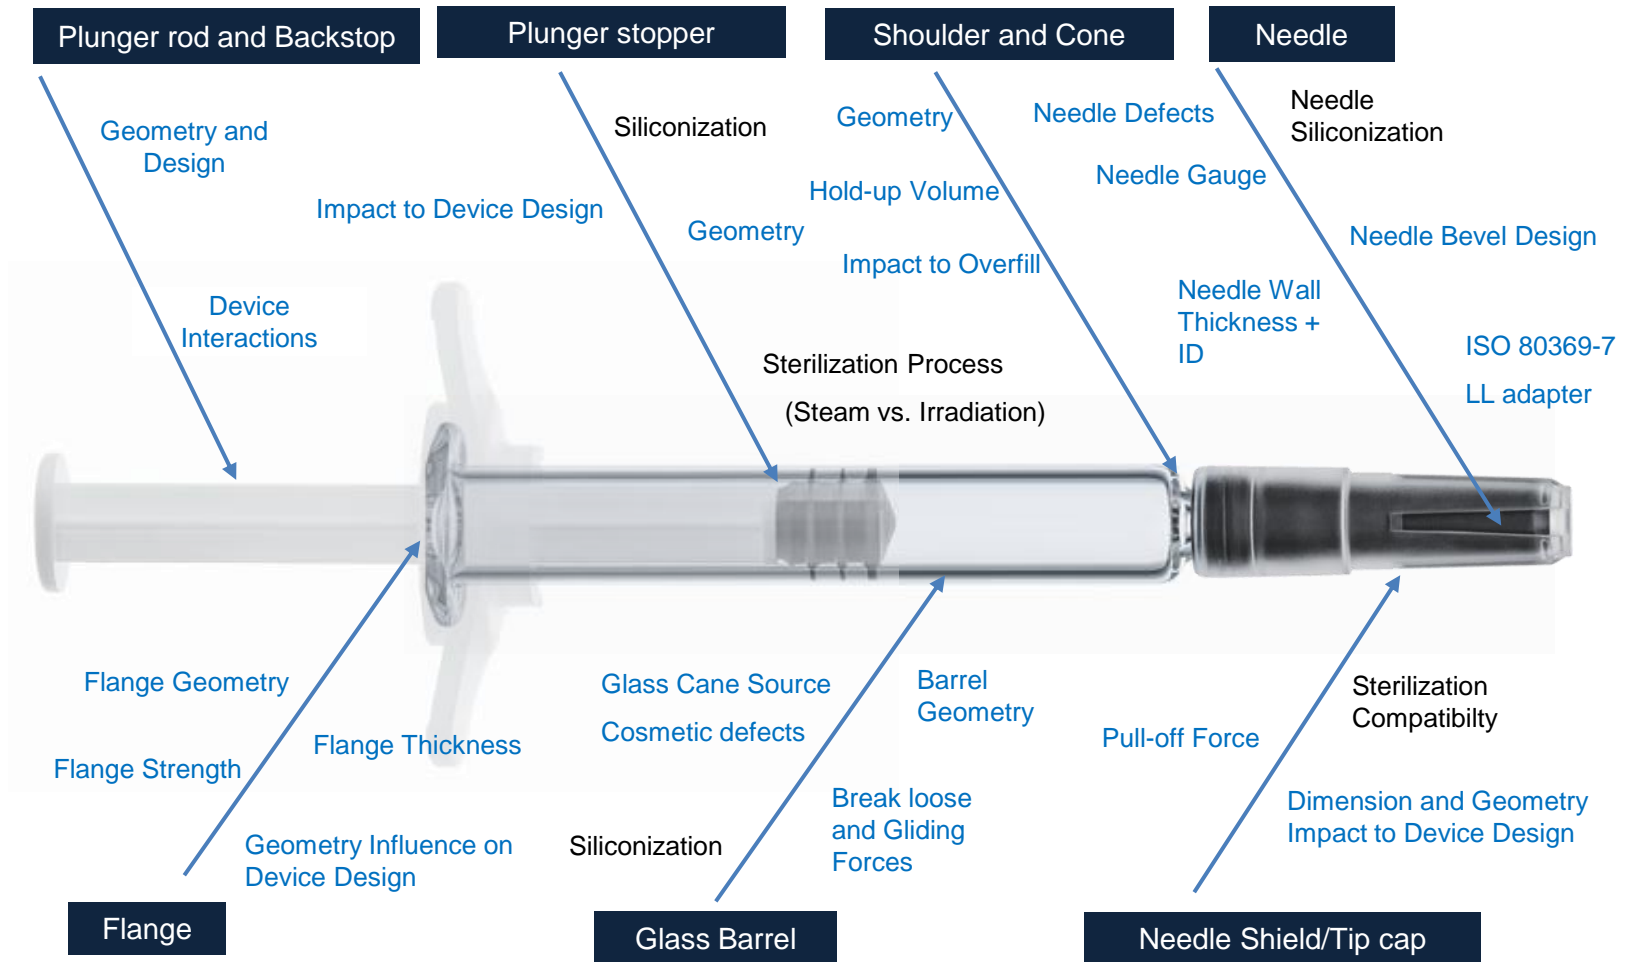 Plunger rod and Backstop
Plunger stopper
Shoulder and Cone
Needle
Geometry and
Design
Impact to Device Design
Device
Interactions
Siliconization
Geometry
Sterilization Process
(Steam vs. Irradiation)
Geometry
Hold-up Volume
Impact to Overfill
Needle Defects
Needle Gauge
Needle Wall
Thickness +
ID
Needle
Siliconization
Needle Bevel Design
ISO 80369-7
LL adapter
Flange Geometry
Flange Strength
Flange Thickness
Geometry Influence on
Device Design
Glass Cane Source
Cosmetic defects
Siliconization
Barrel
Geometry
Break loose
and Gliding
Forces
Pull-off Force
Sterilization
Compatibilty
Dimension and Geometry
Impact to Device Design
Flange
Glass Barrel
Needle Shield/Tip cap